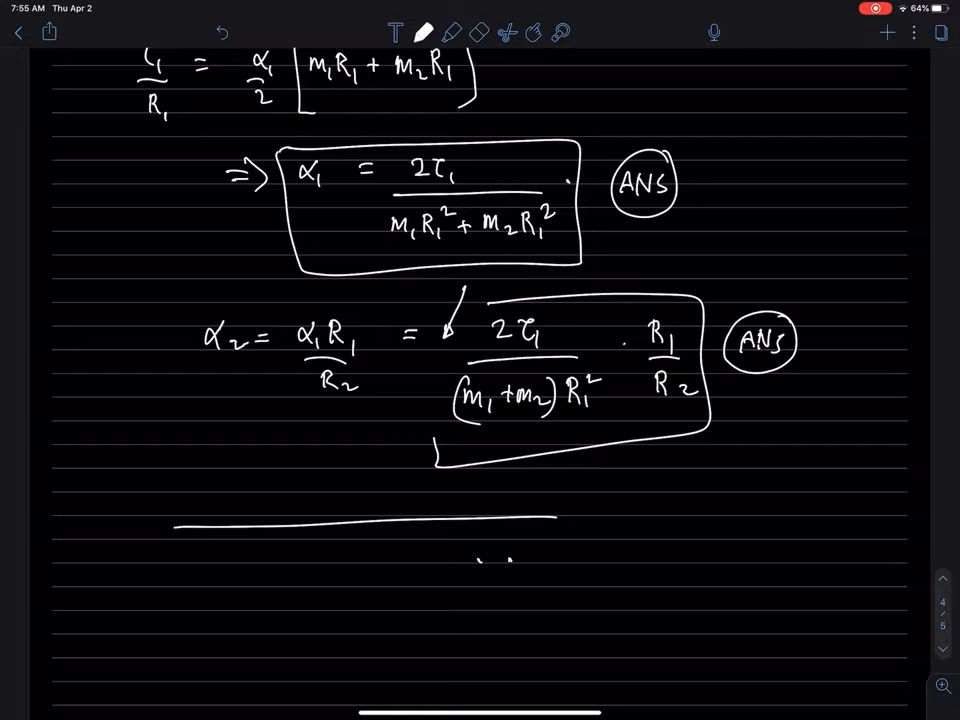 7:55 AM Thu Apr 2
64%
τ₁/R₁ = α₁/2 [m₁R₁ + m₂R₁]
=> α₁ = 2τ₁/(m₁R₁² + m₂R₁²) . ANS
α₂ = α₁R₁/R₂ = 2τ₁/((m₁+m₂)R₁²) . R₁/R₂ ANS
4/5